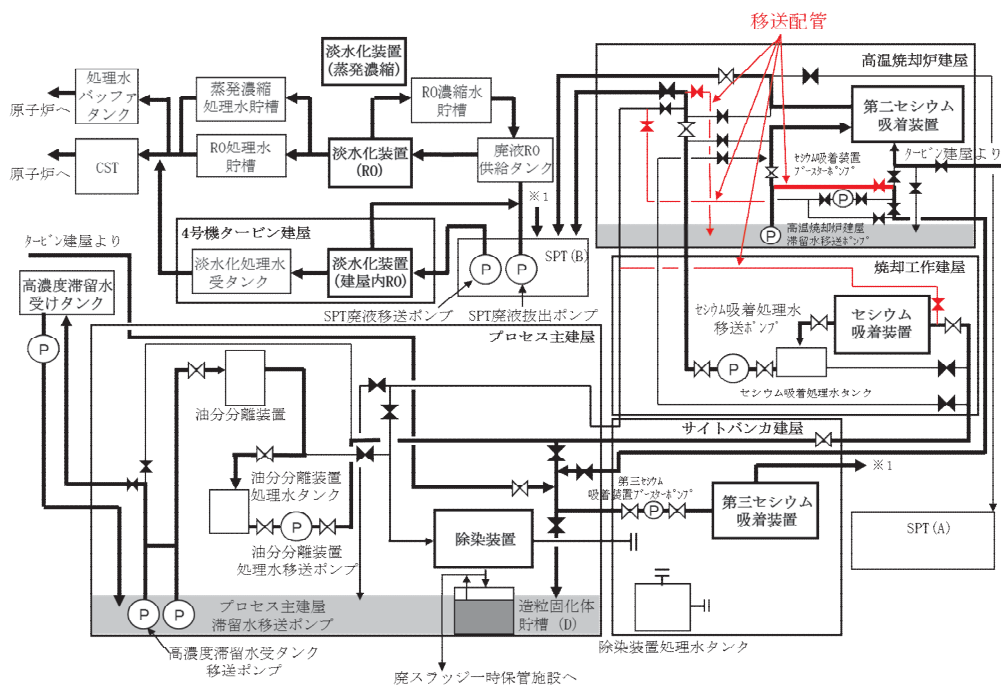 移送配管
高温焼却炉建屋
処理水
バッファ
タンク
原子炉へ
蒸発濃縮
処理水貯槽
淡水化装置
(蒸発濃縮)
RO濃縮水
貯槽
第二セシウム
吸着装置
CST
原子炉へ
RO処理水
貯槽
淡水化装置
(RO)
廃液RO
供給タンク
タービン建屋より
セシウム吸着装置
ブースターポンプ
P
※1
高温焼却炉建屋
滞留水移送ポンプ
P
4号機タービン建屋
淡水化処理水
受タンク
淡水化装置
(建屋内RO)
P
P
SPT(B)
SPT廃液移送ポンプ
SPT廃液抜出ポンプ
タービン建屋より
高濃度滞留水
受けタンク
P
焼却工作建屋
セシウム吸着処理水
移送ポンプ
P
セシウム
吸着装置
セシウム吸着処理水タンク
プロセス主建屋
油分分離装置
油分分離装置
処理水タンク
P
油分分離装置
処理水移送ポンプ
サイトバンカ建屋
※1
第三セシウム
吸着装置ブースターポンプ
P
第三セシウム
吸着装置
SPT(A)
除染装置
プロセス主建屋
滞留水移送ポンプ
P
P
造粒固化体
貯槽(D)
高濃度滞留水受タンク
移送ポンプ
除染装置処理水タンク
廃スラッジ一時保管施設へ